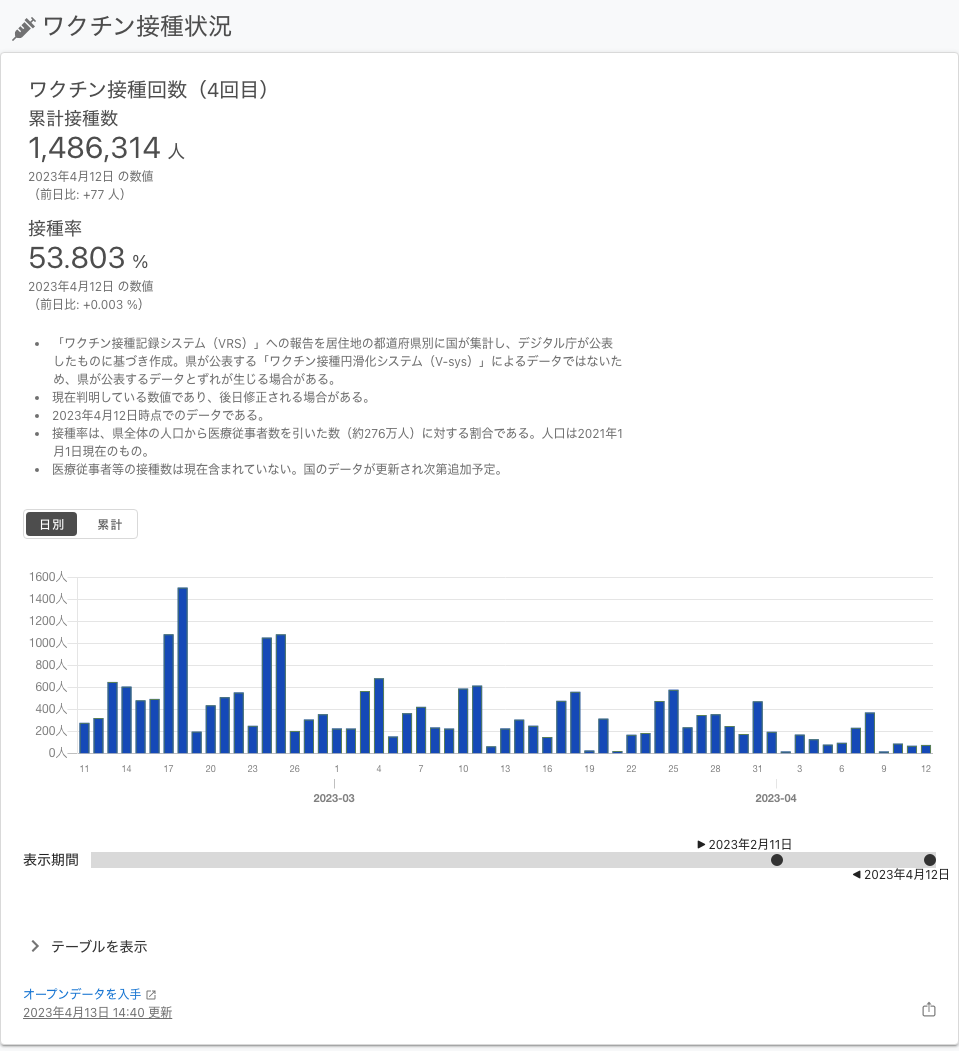 ワクチン接種状況
ワクチン接種回数（4回目）
累計接種数
1,486,314 人
2023年4月12日 の数値
（前日比: +77 人）
接種率
53.803 %
2023年4月12日 の数値
（前日比: +0.003 %）
• 「ワクチン接種記録システム（VRS）」への報告を居住地の都道府県別に国が集計し、デジタル庁が公表
したものに基づき作成。県が公表する「ワクチン接種円滑化システム（V-sys）」によるデータではないた
め、県が公表するデータとずれが生じる場合がある。
• 現在判明している数値であり、後日修正される場合がある。
• 2023年4月12日時点でのデータである。
• 接種率は、県全体の人口から医療従事者数を引いた数（約276万人）に対する割合である。人口は2021年1
月1日現在のもの。
• 医療従事者等の接種数は現在含まれていない。国のデータが更新され次第追加予定。
日別 累計
1600人
1400人
1200人
1000人
800人
600人
400人
200人
0人
11 14 17 20 23 26 1 4 7 10 13 16 19 22 25 28 31 3 6 9 12
2023-03 2023-04
▶ 2023年2月11日
表示期間
◀ 2023年4月12日
テーブルを表示
オープンデータを入手
2023年4月13日 14:40 更新